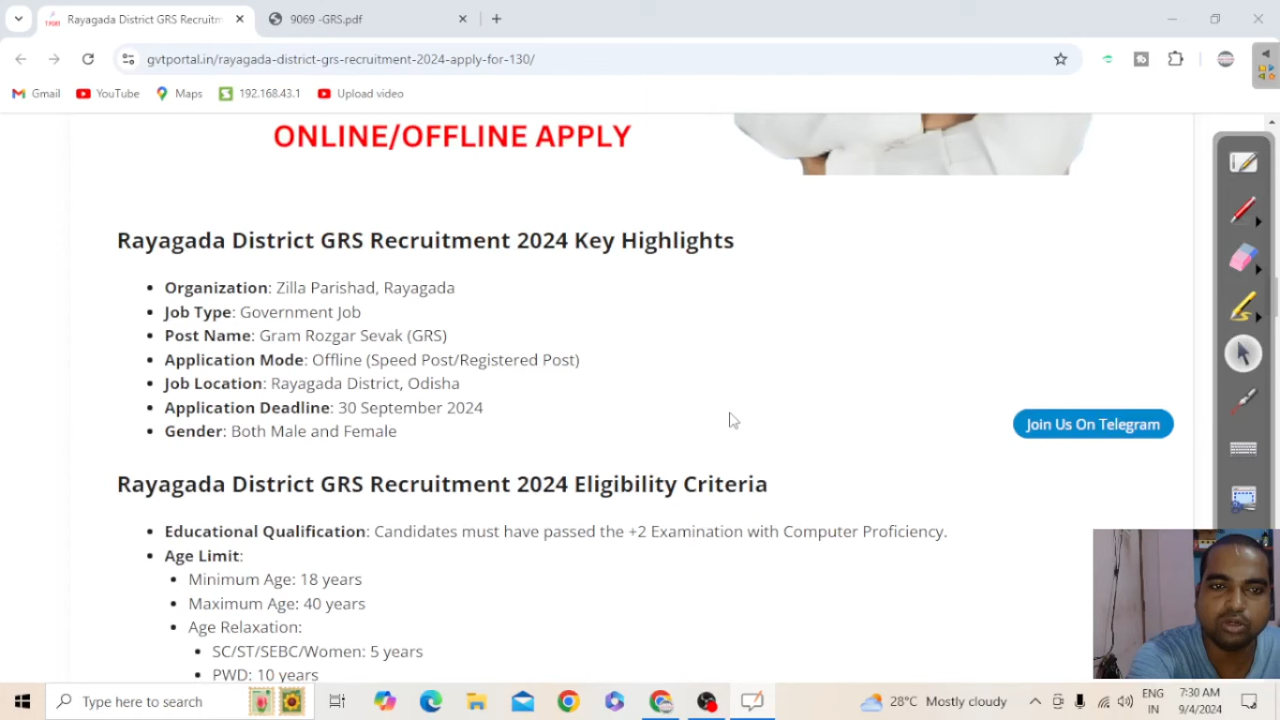 Rayagada District GRS Recruitm
9069 -GRS.pdf
gvtportal.in/rayagada-district-grs-recruitment-2024-apply-for-130/
Gmail
YouTube
Maps
192.168.43.1
Upload video
ONLINE/OFFLINE APPLY
Rayagada District GRS Recruitment 2024 Key Highlights
Organization: Zilla Parishad, Rayagada
Job Type: Government Job
Post Name: Gram Rozgar Sevak (GRS)
Application Mode: Offline (Speed Post/Registered Post)
Job Location: Rayagada District, Odisha
Application Deadline: 30 September 2024
Gender: Both Male and Female
Join Us On Telegram
Rayagada District GRS Recruitment 2024 Eligibility Criteria
Educational Qualification: Candidates must have passed the +2 Examination with Computer Proficiency.
Age Limit:
Minimum Age: 18 years
Maximum Age: 40 years
Age Relaxation:
SC/ST/SEBC/Women: 5 years
PWD: 10 years
Type here to search
28°C Mostly cloudy
ENG
IN
7:30 AM
9/4/2024